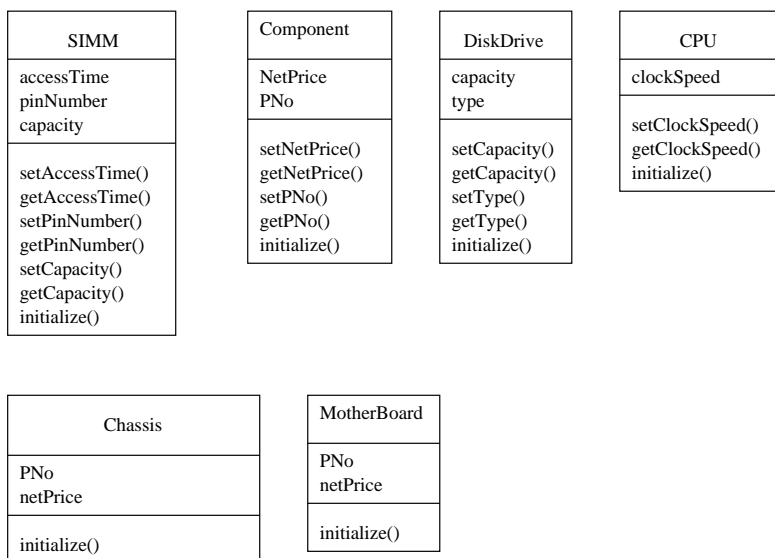 SIMM
accessTime
pinNumber
capacity
setAccessTime()
getAccessTime()
setPinNumber()
getPinNumber()
setCapacity()
getCapacity()
initialize()
Component
NetPrice
PNo
setNetPrice()
getNetPrice()
setPNo()
getPNo()
initialize()
DiskDrive
capacity
type
setCapacity()
getCapacity()
setType()
getType()
initialize()
CPU
clockSpeed
setClockSpeed()
getClockSpeed()
initialize()
Chassis
PNo
netPrice
initialize()
MotherBoard
PNo
netPrice
initialize()